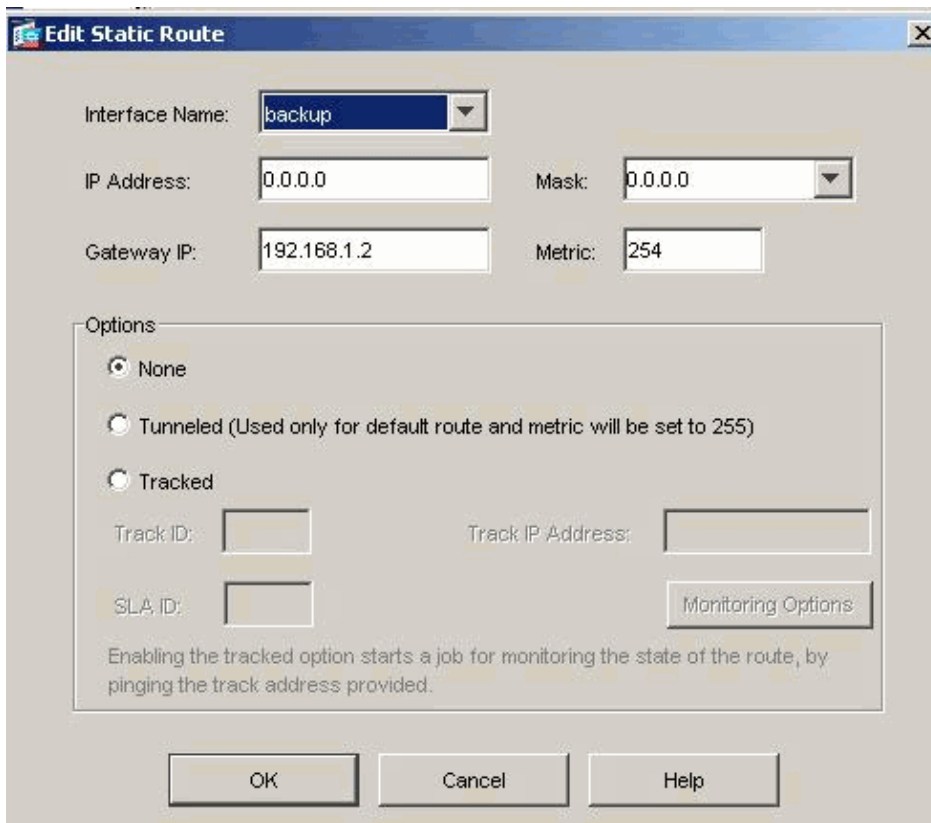 Edit Static Route
Interface Name: backup
IP Address: 0.0.0.0 Mask: 0.0.0.0
Gateway IP: 192.168.1.2 Metric: 254
Options
None
Tunneled (Used only for default route and metric will be set to 255)
Tracked
Track ID: Track IP Address:
SLA ID: Monitoring Options
Enabling the tracked option starts a job for monitoring the state of the route, by
pinging the track address provided.
OK Cancel Help